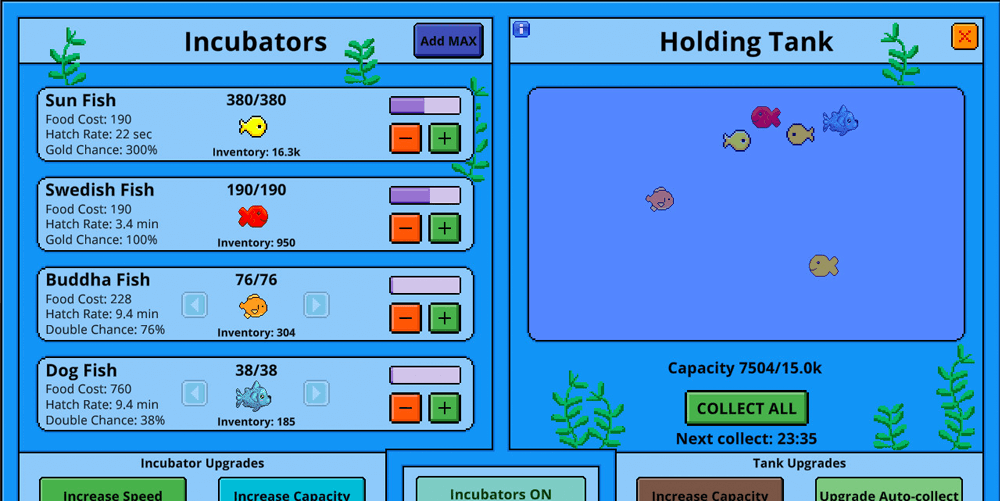 Incubators
Add MAX
Sun Fish
380/380
Food Cost: 190
Hatch Rate: 22 sec
Gold Chance: 300%
Inventory: 16.3k
Swedish Fish
190/190
Food Cost: 190
Hatch Rate: 3.4 min
Gold Chance: 100%
Inventory: 950
Buddha Fish
76/76
Food Cost: 228
Hatch Rate: 9.4 min
Double Chance: 76%
Inventory: 304
Dog Fish
38/38
Food Cost: 760
Hatch Rate: 9.4 min
Double Chance: 38%
Inventory: 185
Incubator Upgrades
Increase Speed
Increase Capacity
Incubators ON
Holding Tank
Capacity 7504/15.0k
COLLECT ALL
Next collect: 23:35
Tank Upgrades
Increase Capacity
Upgrade Auto-collect